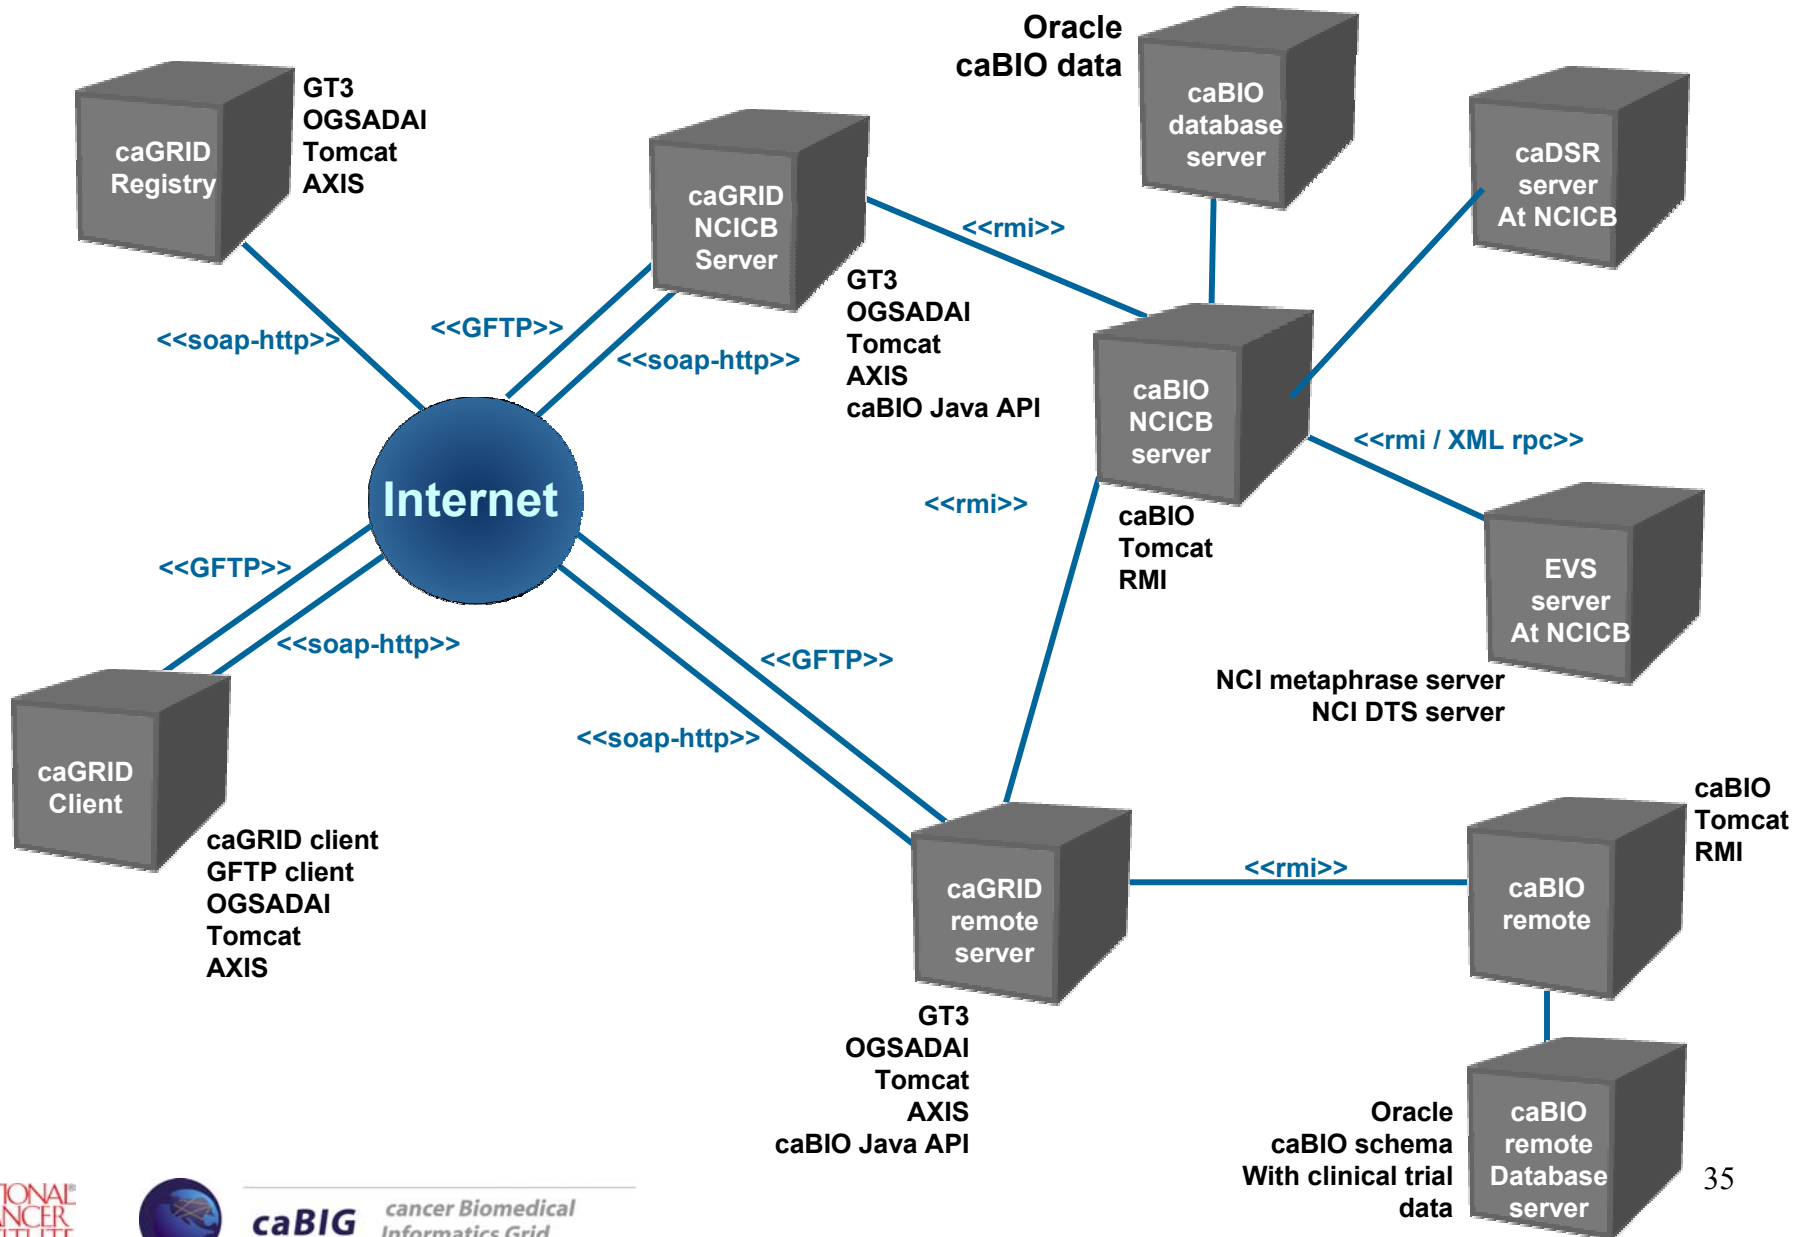 Oracle
caBIO data
caBIO
database
server
GT3
OGSADAI
Tomcat
AXIS
caGRID
Registry
caGRID
NCICB
Server
caDSR
server
At NCICB
<<rmi>>
GT3
OGSADAI
Tomcat
AXIS
caBIO Java API
<<soap-http>>
<<GFTP>>
<<soap-http>>
caBIO
NCICB
server
<<rmi / XML rpc>>
Internet
<<rmi>>
caBIO
Tomcat
RMI
<<GFTP>>
<<soap-http>>
EVS
server
At NCICB
NCI metaphrase server
NCI DTS server
<<GFTP>>
<<soap-http>>
caGRID
Client
caGRID client
GFTP client
OGSADAI
Tomcat
AXIS
caGRID
remote
server
<<rmi>>
caBIO
remote
caBIO
Tomcat
RMI
GT3
OGSADAI
Tomcat
AXIS
caBIO Java API
Oracle
caBIO schema
With clinical trial
data
caBIO
remote
Database
server
35
caBIG
cancer Biomedical
Informatics Grid